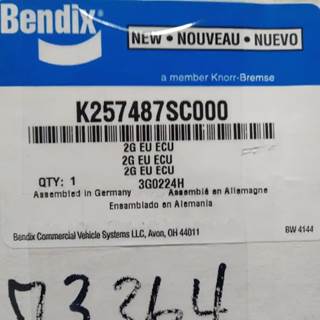 Bendix
NEW • NOUVEAU • NUEVO
a member Knorr-Bremse
K257487SC000
2G EU ECU
2G EU ECU
2G EU ECU
QTY: 1 3G0224H
Assembled in Germany Assemblé en Allemagne
Ensamblado en Alemania
Bendix Commercial Vehicle Systems LLC, Avon, OH 44011 BW 4144
73264